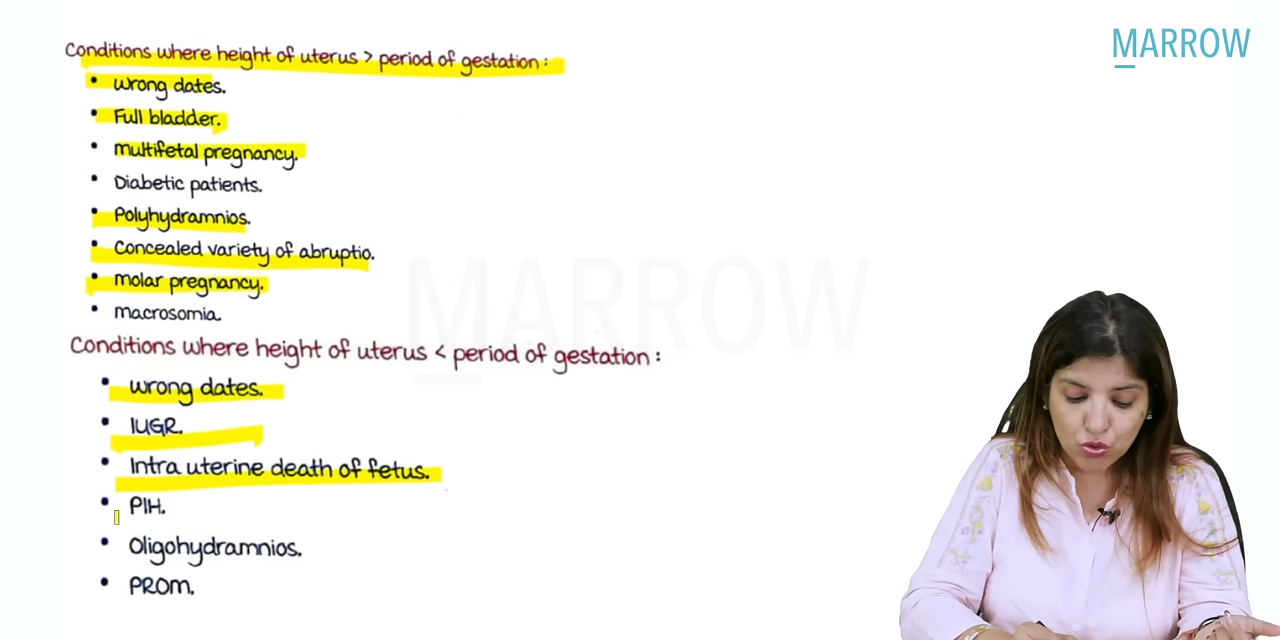 MARROW
Conditions where height of uterus > period of gestation :
• wrong dates.
• Full bladder.
• multifetal pregnancy.
• Diabetic patients.
• Polyhydramnios.
• Concealed variety of abruptio.
• molar pregnancy.
• macrosomia.
MARROW
Conditions where height of uterus < period of gestation :
• wrong dates.
• IUGR.
• Intra uterine death of fetus.
• PIH.
• Oligohydramnios.
• PROM.